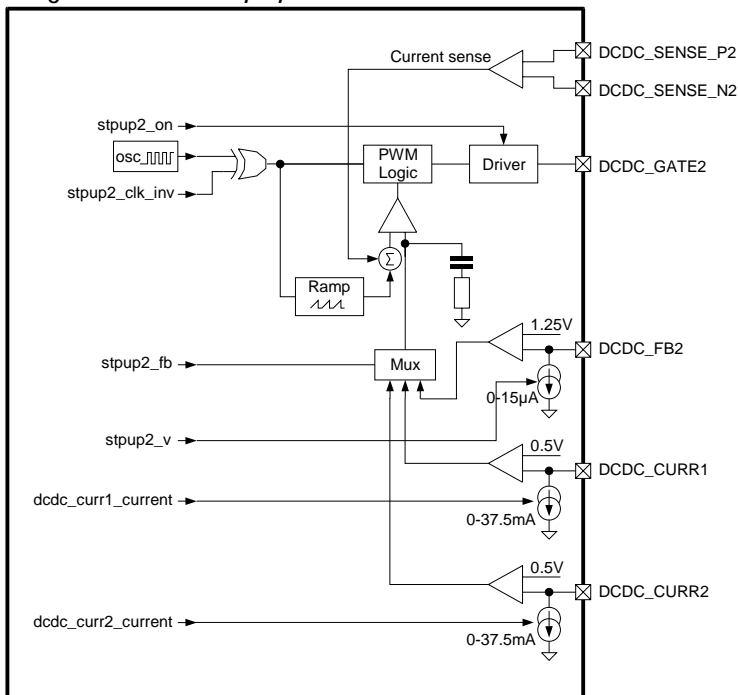 Current sense
DCDC_SENSE_P2
DCDC_SENSE_N2
stpup2_on
osc_
stpup2_clk_inv
PWM
Logic
Driver
DCDC_GATE2
Σ
Ramp
stpup2_fb
Mux
1.25V
DCDC_FB2
0-15µA
stpup2_v
0.5V
DCDC_CURR1
dcdc_curr1_current
0-37.5mA
0.5V
DCDC_CURR2
dcdc_curr2_current
0-37.5mA